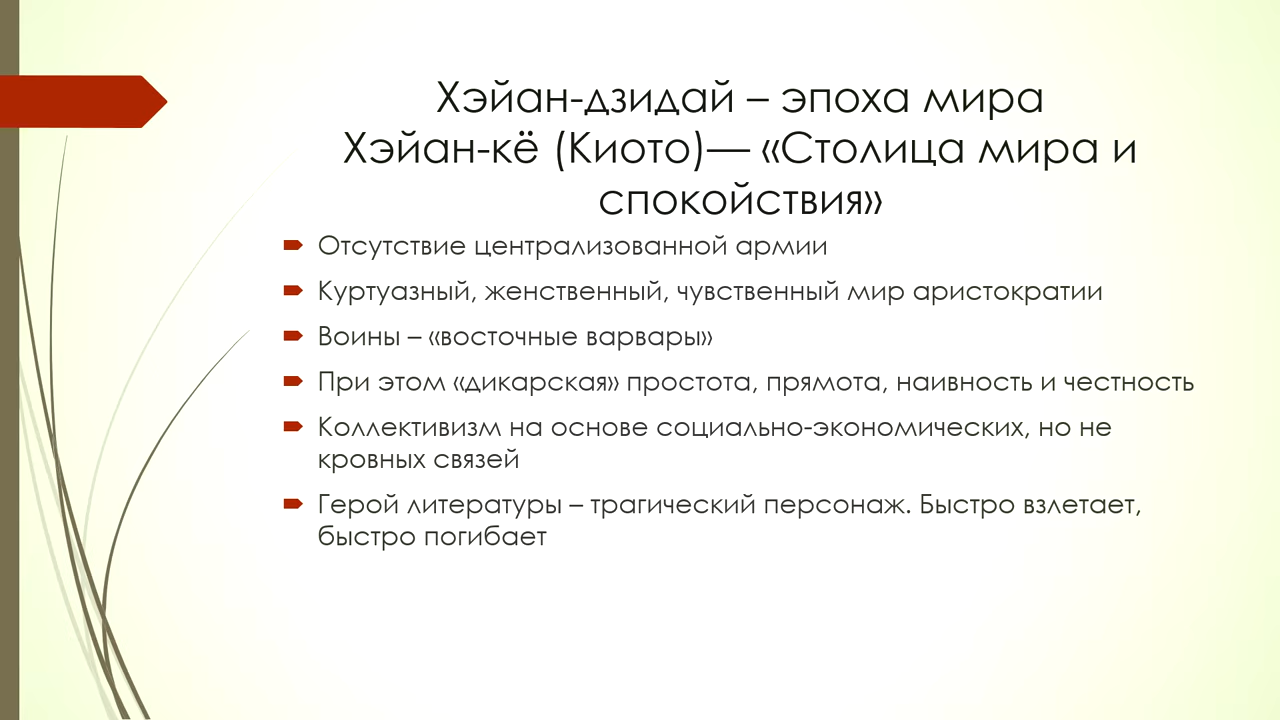 Хэйан-дзидай – эпоха мира
Хэйан-кё (Киото)— «Столица мира и
спокойствия»
Отсутствие централизованной армии
Куртуазный, женственный, чувственный мир аристократии
Воины – «восточные варвары»
При этом «дикарская» простота, прямота, наивность и честность
Коллективизм на основе социально-экономических, но не
кровных связей
Герой литературы – трагический персонаж. Быстро взлетает,
быстро погибает